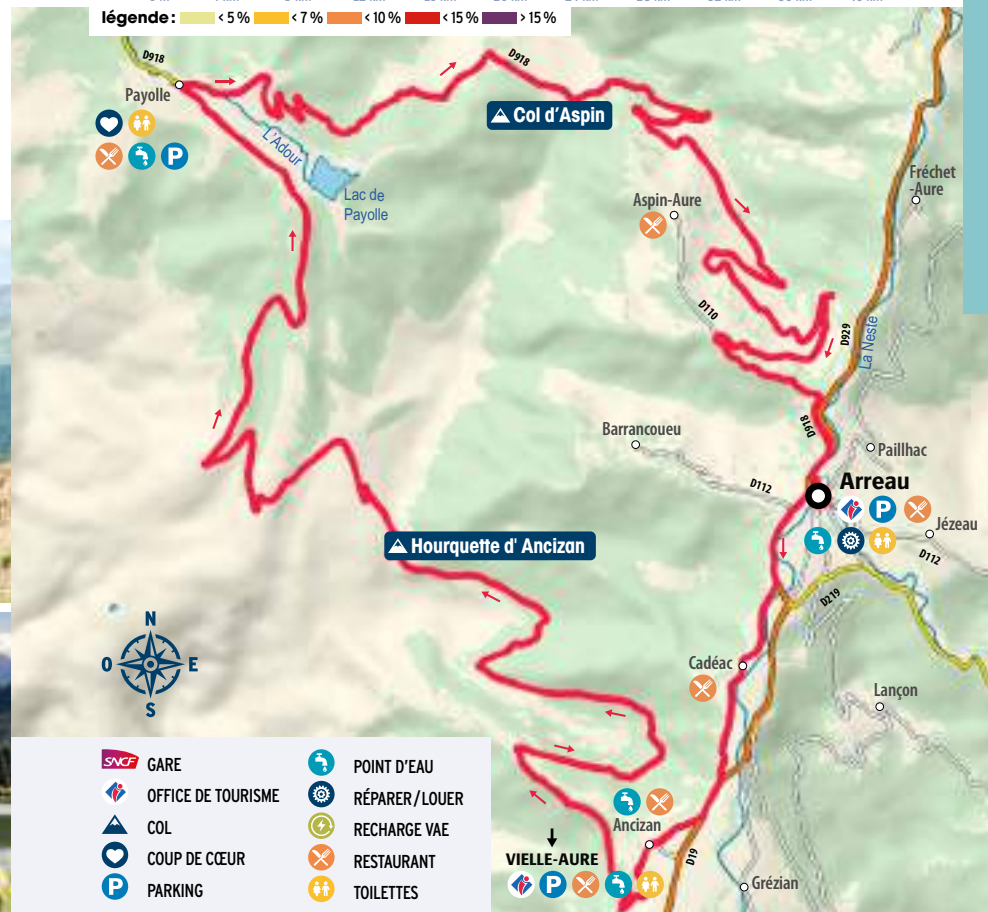 légende : < 5 % < 7 % < 10 % < 15 % > 15 %
D918
Payolle
P
L'Adour
Lac de
Payolle
D918
Col d'Aspin
Fréchet
-Aure
Aspin-Aure
D110
D929
La Neste
D918
Barrancoueu
D112
Paillhac
Arreau
P
Jézeau
D112
Hourquette d' Ancizan
D219
Cadéac
Lançon
N
O
E
S
Ancizan
D19
VIELLE-AURE
P
Grézian
SNCF GARE
OFFICE DE TOURISME
COL
COUP DE CŒUR
P PARKING
POINT D'EAU
RÉPARER / LOUER
RECHARGE VAE
RESTAURANT
TOILETTES